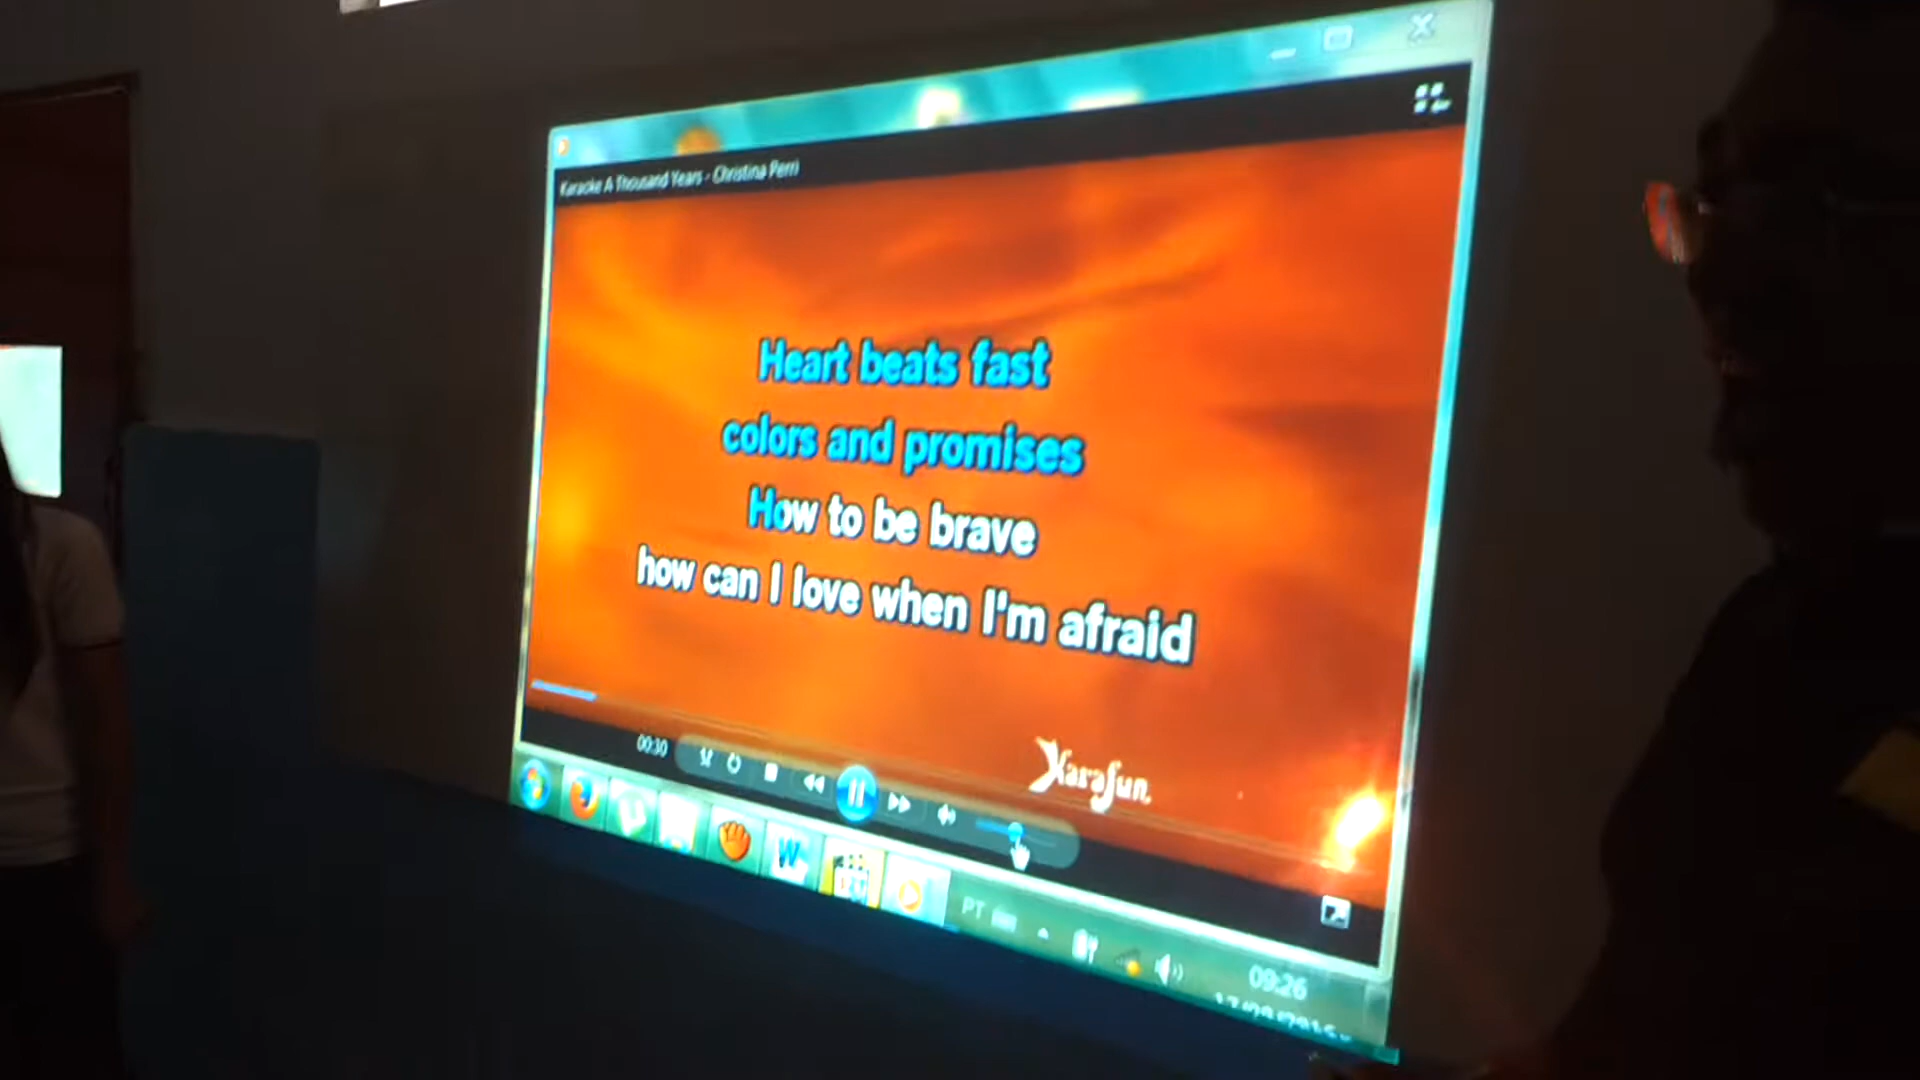 Karaoke A Thousand Years - Christina Perri
Heart beats fast
colors and promises
How to be brave
how can I love when I'm afraid
00:30
Karafun
W
PT
09:26